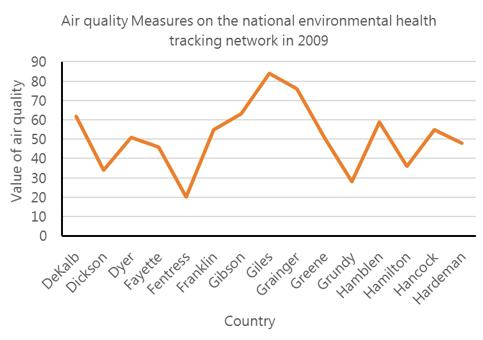 Air quality Measures on the national environmental health
tracking network in 2009
Value of air quality
90
80
70
60
50
40
30
20
10
0
DeKalb
Dickson
Dyer
Fayette
Fentress
Franklin
Gibson
Giles
Grainger
Greene
Grundy
Hamblen
Hamilton
Hancock
Hardeman
Country